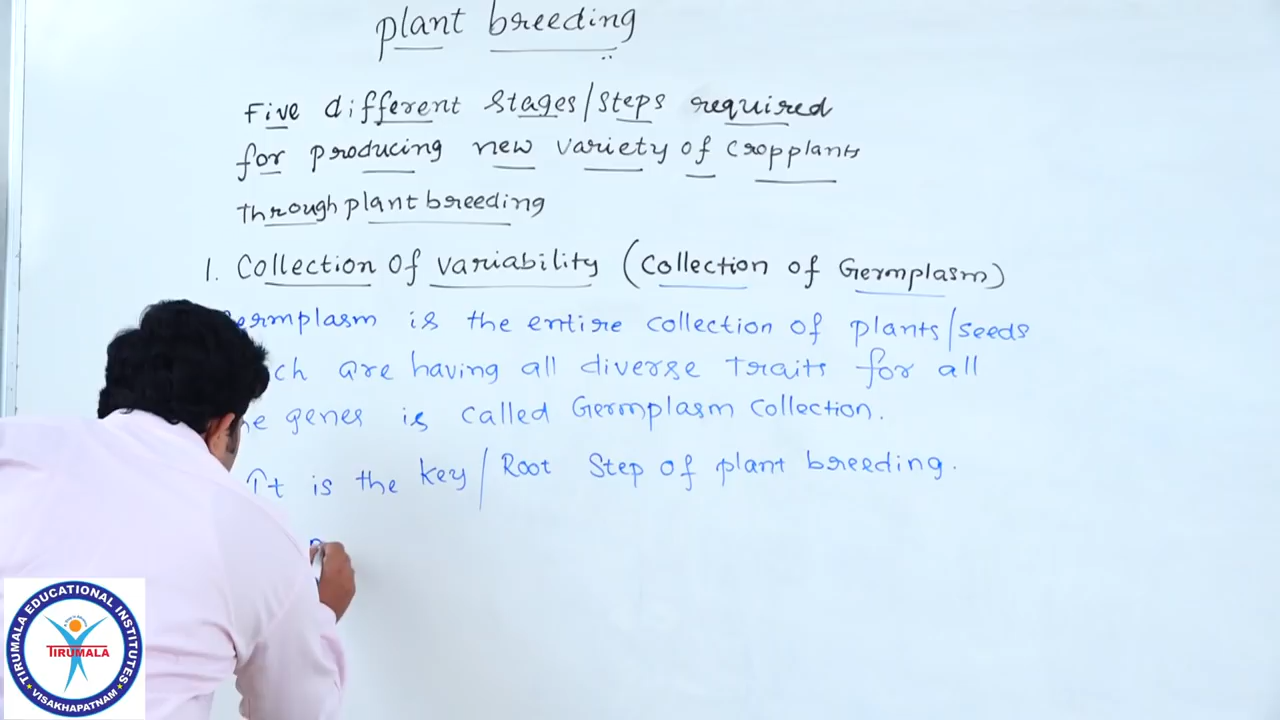 plant breeding
Five different stages/steps required
for producing new variety of crop plants
through plant breeding
1. Collection of variability (Collection of Germplasm)
ermplasm is the entire collection of plants/seeds
ch are having all diverse traits for all
e genes is called Germplasm collection.
It is the key/Root step of plant breeding.
TIRUMALA EDUCATIONAL INSTITUTES
TIRUMALA
VISAKHAPATNAM